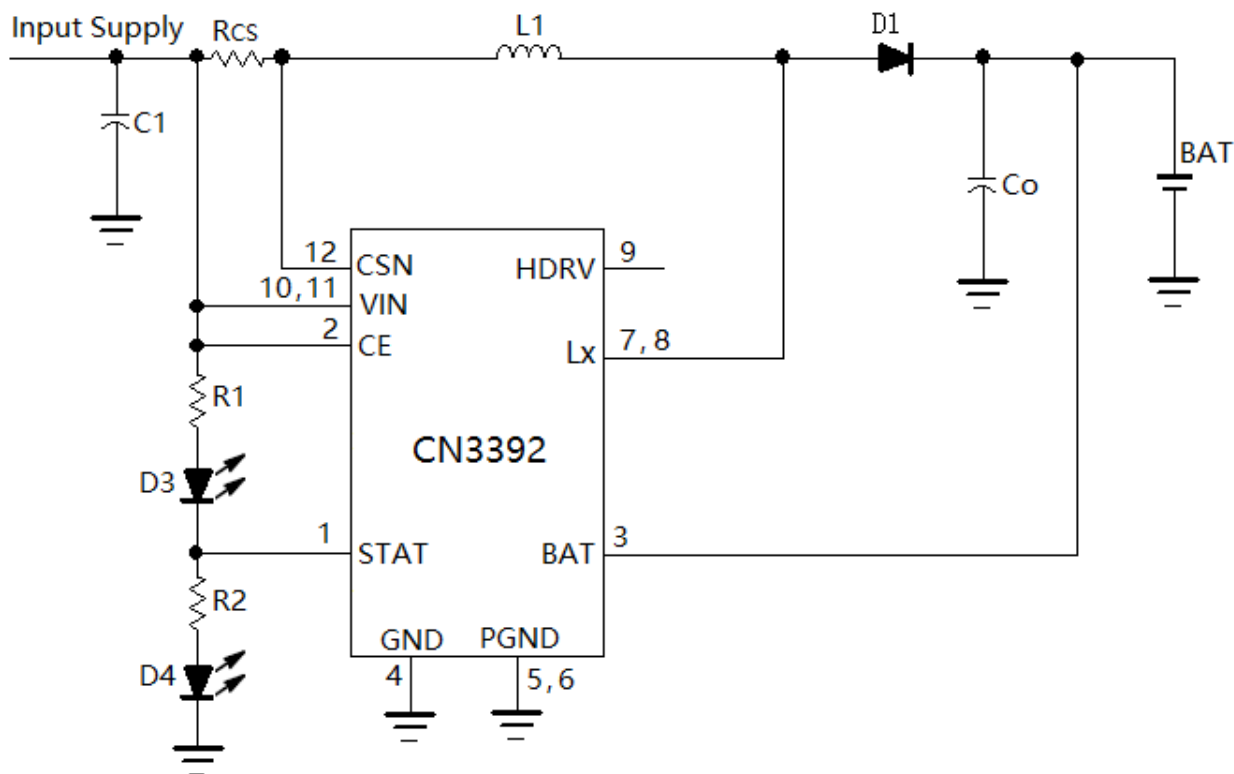 Input Supply
RCS
L1
D1
C1
Co
BAT
12
CSN
HDRV
9
10,11
VIN
2
CE
Lx
7,8
R1
CN3392
D3
1
STAT
BAT
3
R2
GND
PGND
D4
4
5,6